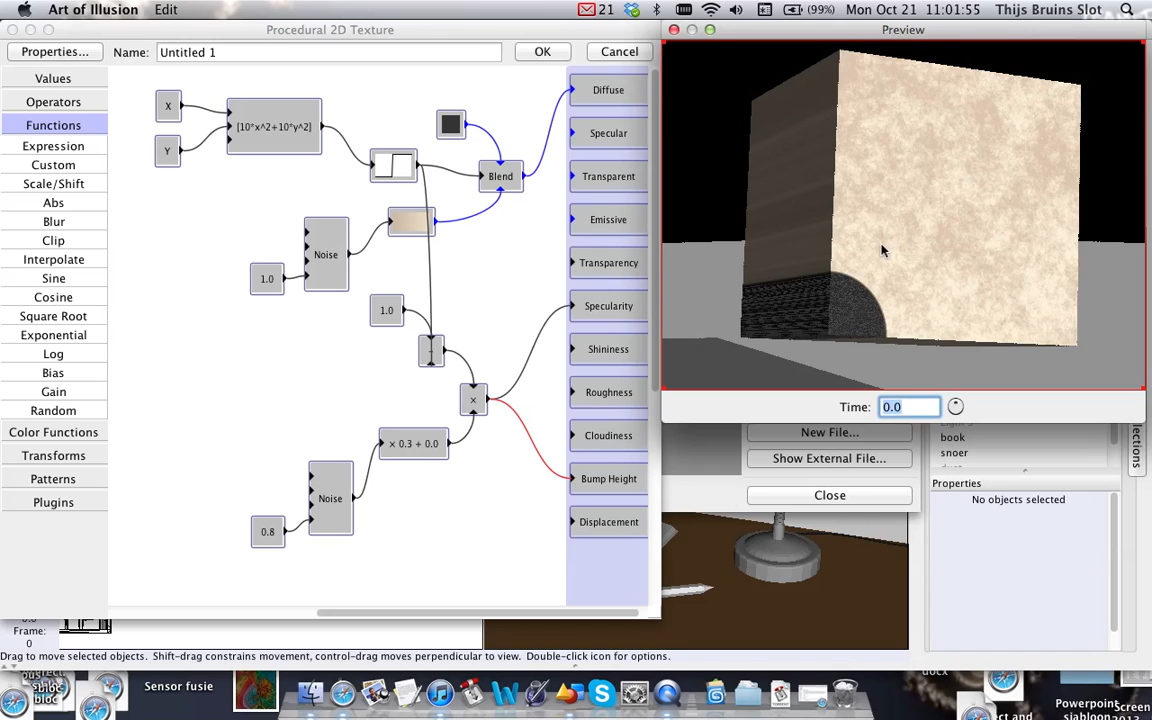 Art of Illusion Edit 21 (99%) Mon Oct 21 11:01:55 Thijs Bruins Slot
Procedural 2D Texture
Preview
Properties... Name: Untitled 1 OK Cancel
Values
Operators
Functions
Expression
Custom
Scale/Shift
Abs
Blur
Clip
Interpolate
Sine
Cosine
Square Root
Exponential
Log
Bias
Gain
Random
Color Functions
Transforms
Patterns
Plugins
X
Y
[10*x^2+10*y^2]
Blend
Noise
1.0
1.0
-
x
× 0.3 + 0.0
Noise
0.8
Diffuse
Specular
Transparent
Emissive
Transparency
Specularity
Shininess
Roughness
Cloudiness
Bump Height
Displacement
Time: 0.0
New File...
Show External File...
Close
book
snoer
Properties
No objects selected
Frame:
0
Drag to move selected objects. Shift-drag constrains movement, control-drag moves perpendicular to view. Double-click icon for options.
Sensor fusie
docx
Powerpoint
siabloc